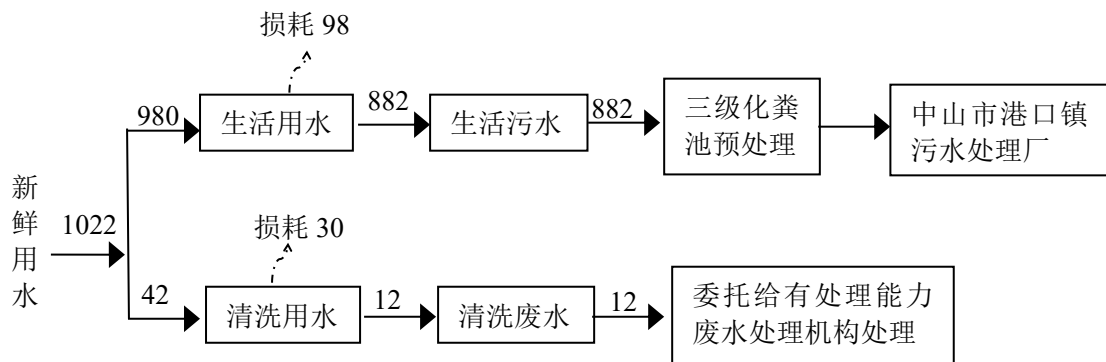 损耗 98
980
生活用水
882
生活污水
882
三级化粪
池预处理
中山市港口镇
污水处理厂
新鲜用水
1022
损耗 30
42
清洗用水
12
清洗废水
12
委托给有处理能力
废水处理机构处理